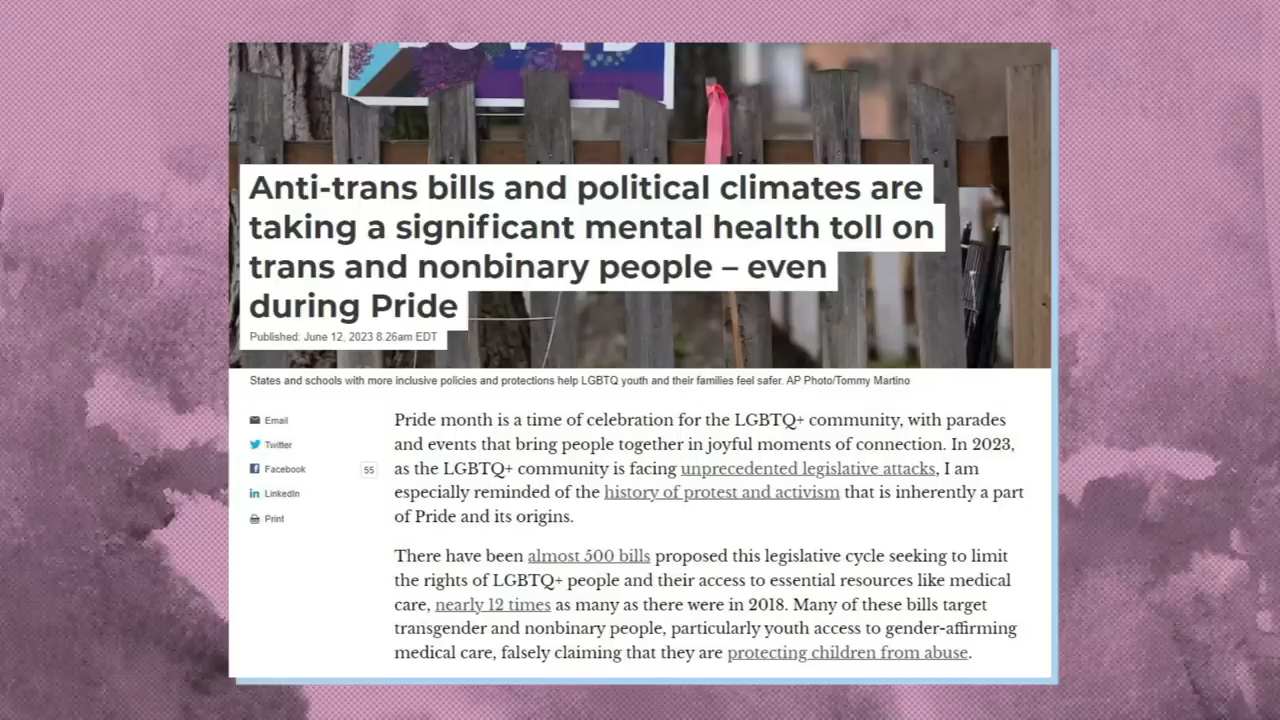 Anti-trans bills and political climates are
taking a significant mental health toll on
trans and nonbinary people – even
during Pride
Published: June 12, 2023 8.26am EDT
States and schools with more inclusive policies and protections help LGBTQ youth and their families feel safer. AP Photo/Tommy Martino
Email
Twitter
Facebook 55
LinkedIn
Print
Pride month is a time of celebration for the LGBTQ+ community, with parades
and events that bring people together in joyful moments of connection. In 2023,
as the LGBTQ+ community is facing unprecedented legislative attacks, I am
especially reminded of the history of protest and activism that is inherently a part
of Pride and its origins.
There have been almost 500 bills proposed this legislative cycle seeking to limit
the rights of LGBTQ+ people and their access to essential resources like medical
care, nearly 12 times as many as there were in 2018. Many of these bills target
transgender and nonbinary people, particularly youth access to gender-affirming
medical care, falsely claiming that they are protecting children from abuse.